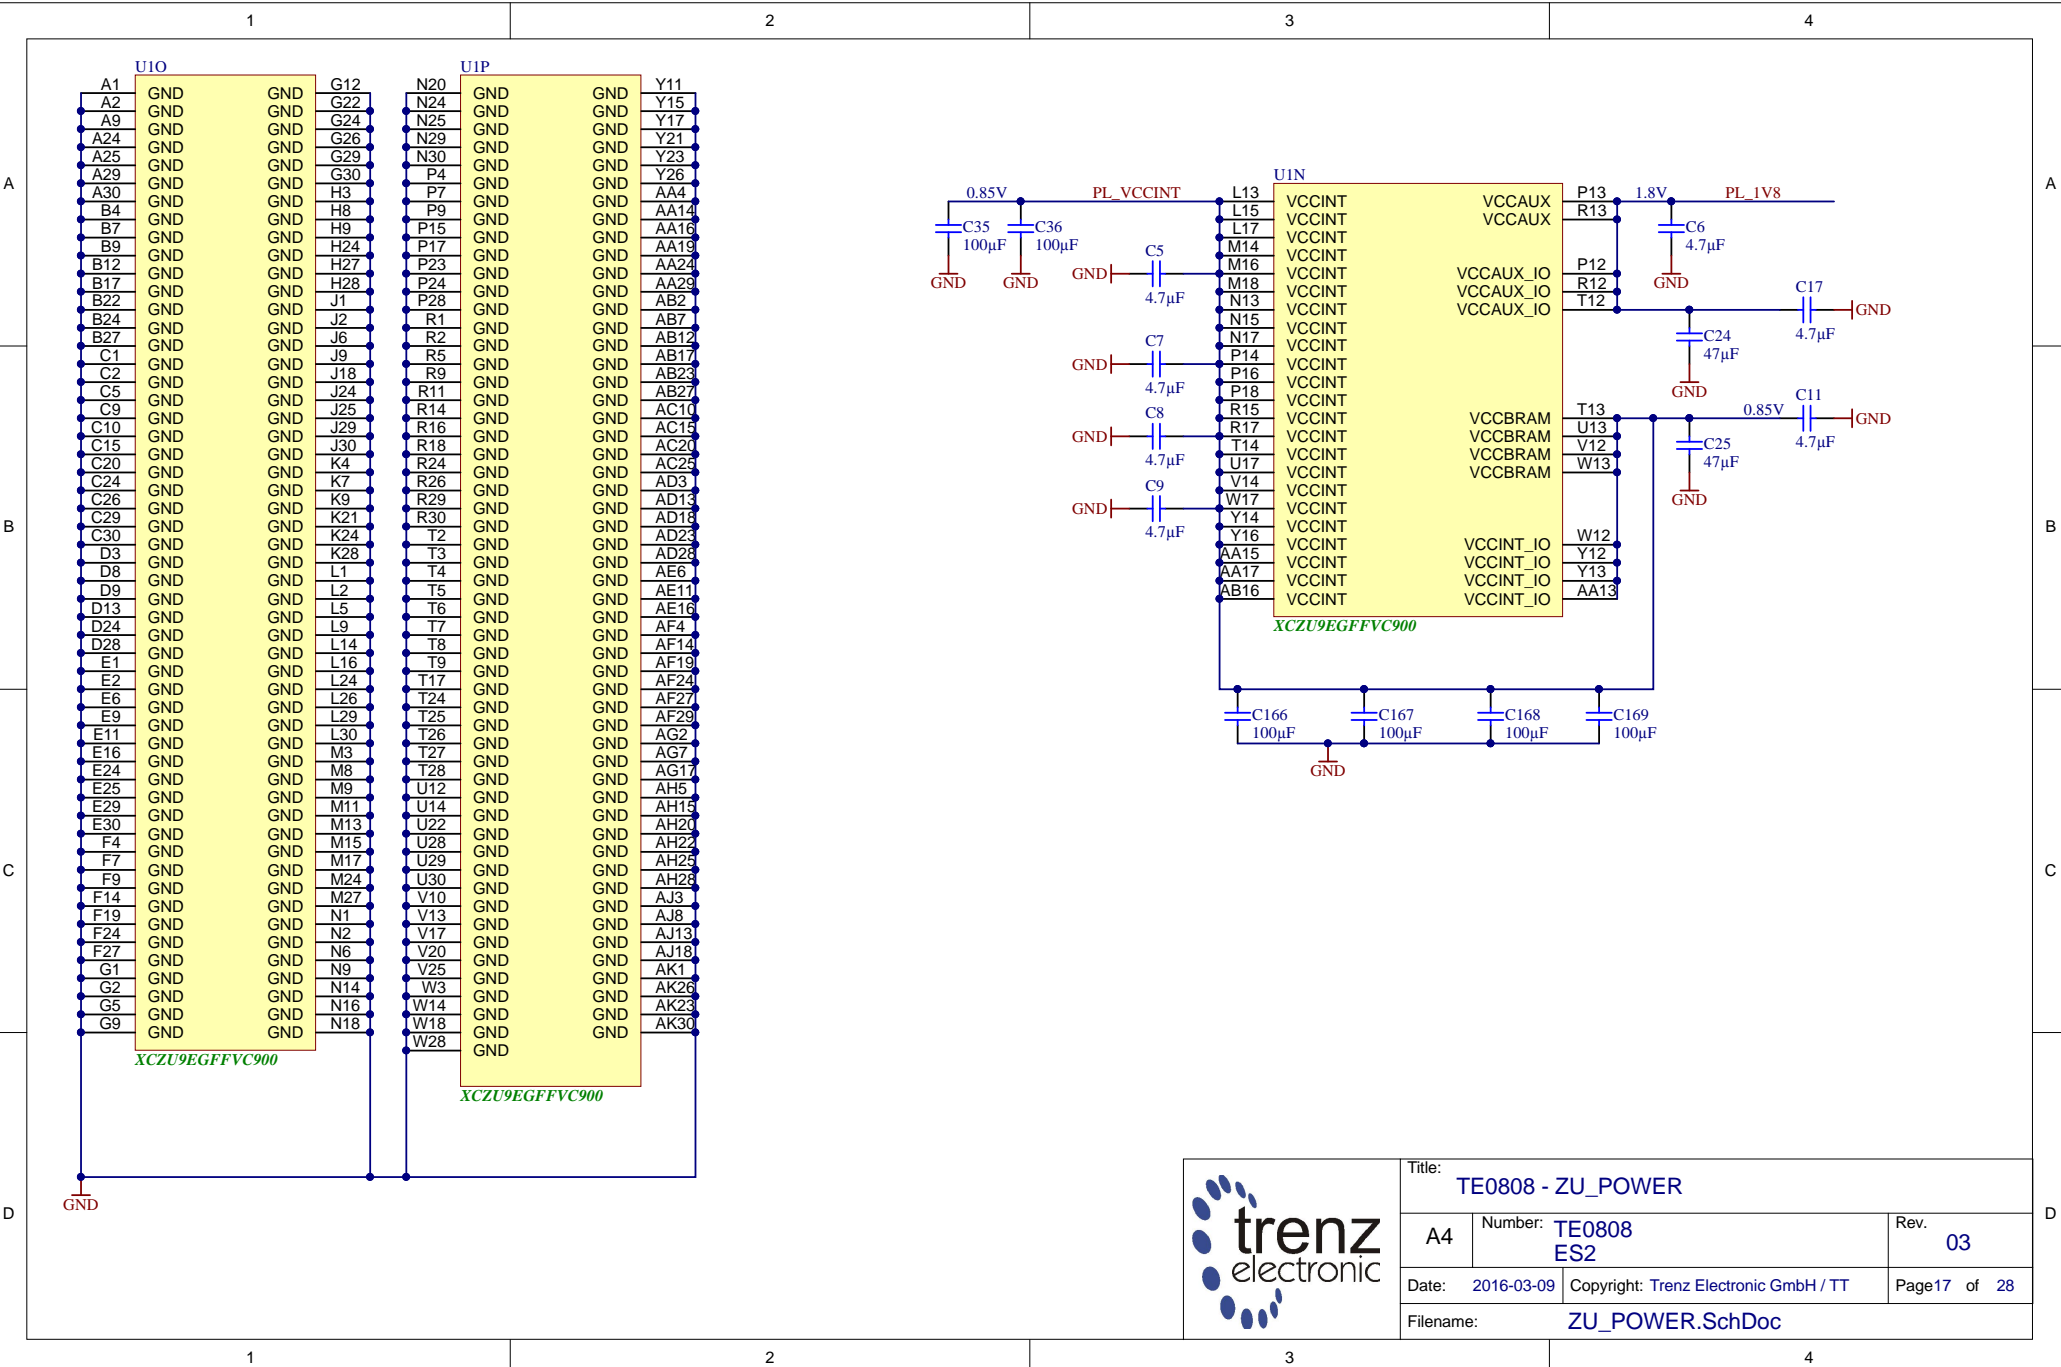 1 2 3 4
A A
B B
C C
D D
U1O
A1 GND GND G12
A2 GND GND G22
A9 GND GND G24
A24 GND GND G26
A25 GND GND G29
A29 GND GND G30
A30 GND GND H3
B4 GND GND H8
B7 GND GND H9
B9 GND GND H24
B12 GND GND H27
B17 GND GND H28
B22 GND GND J1
B24 GND GND J2
B27 GND GND J6
C1 GND GND J9
C2 GND GND J18
C5 GND GND J24
C9 GND GND J25
C10 GND GND J29
C15 GND GND J30
C20 GND GND K4
C24 GND GND K7
C26 GND GND K9
C29 GND GND K21
C30 GND GND K24
D3 GND GND K28
D8 GND GND L1
D9 GND GND L2
D13 GND GND L5
D24 GND GND L9
D28 GND GND L14
E1 GND GND L16
E2 GND GND L24
E6 GND GND L26
E9 GND GND L29
E11 GND GND L30
E16 GND GND M3
E24 GND GND M8
E25 GND GND M9
E29 GND GND M11
E30 GND GND M13
F4 GND GND M15
F7 GND GND M17
F9 GND GND M24
F14 GND GND M27
F19 GND GND N1
F24 GND GND N2
F27 GND GND N6
G1 GND GND N9
G2 GND GND N14
G5 GND GND N16
G9 GND GND N18
XCZU9EGFFVC900
GND
U1P
N20 GND GND Y11
N24 GND GND Y15
N25 GND GND Y17
N29 GND GND Y21
N30 GND GND Y23
P4 GND GND Y26
P7 GND GND AA4
P9 GND GND AA14
P15 GND GND AA16
P17 GND GND AA19
P23 GND GND AA24
P24 GND GND AA29
P28 GND GND AB2
R1 GND GND AB7
R2 GND GND AB12
R5 GND GND AB17
R9 GND GND AB23
R11 GND GND AB27
R14 GND GND AC10
R16 GND GND AC15
R18 GND GND AC20
R24 GND GND AC25
R26 GND GND AD3
R29 GND GND AD13
R30 GND GND AD18
T2 GND GND AD23
T3 GND GND AD28
T4 GND GND AE6
T5 GND GND AE11
T6 GND GND AE16
T7 GND GND AF4
T8 GND GND AF14
T9 GND GND AF19
T17 GND GND AF24
T24 GND GND AF27
T25 GND GND AF29
T26 GND GND AG2
T27 GND GND AG7
T28 GND GND AG17
U12 GND GND AH5
U14 GND GND AH15
U22 GND GND AH20
U28 GND GND AH22
U29 GND GND AH25
U30 GND GND AH28
V10 GND GND AJ3
V13 GND GND AJ8
V17 GND GND AJ13
V20 GND GND AJ18
V25 GND GND AK1
W3 GND GND AK26
W14 GND GND AK23
W18 GND GND AK30
W28 GND
XCZU9EGFFVC900
U1N
0.85V PL_VCCINT L13 VCCINT VCCAUX P13 1.8V PL_1V8
L15 VCCINT VCCAUX R13
L17 VCCINT
M14 VCCINT
M16 VCCINT VCCAUX_IO P12
M18 VCCINT VCCAUX_IO R12
N13 VCCINT VCCAUX_IO T12
N15 VCCINT
N17 VCCINT
P14 VCCINT
P16 VCCINT
P18 VCCINT
R15 VCCINT VCCBRAM T13 0.85V
R17 VCCINT VCCBRAM U13
T14 VCCINT VCCBRAM V12
U17 VCCINT VCCBRAM W13
V14 VCCINT
W17 VCCINT
Y14 VCCINT
Y16 VCCINT VCCINT_IO W12
AA15 VCCINT VCCINT_IO Y12
AA17 VCCINT VCCINT_IO Y13
AB16 VCCINT VCCINT_IO AA13
XCZU9EGFFVC900
C35
100µF
GND
C36
100µF
GND
C5
GND
4.7µF
C7
GND
4.7µF
C8
GND
4.7µF
C9
GND
4.7µF
C6
4.7µF
GND
C17
GND
4.7µF
C24
47µF
GND
C11
GND
4.7µF
C25
47µF
GND
C166 C167 C168 C169
100µF 100µF 100µF 100µF
GND
trenz
electronic
Title:
TE0808 - ZU_POWER
A4 Number: TE0808 Rev.
ES2 03
Date: 2016-03-09 Copyright: Trenz Electronic GmbH / TT Page17 of 28
Filename: ZU_POWER.SchDoc
1 2 3 4